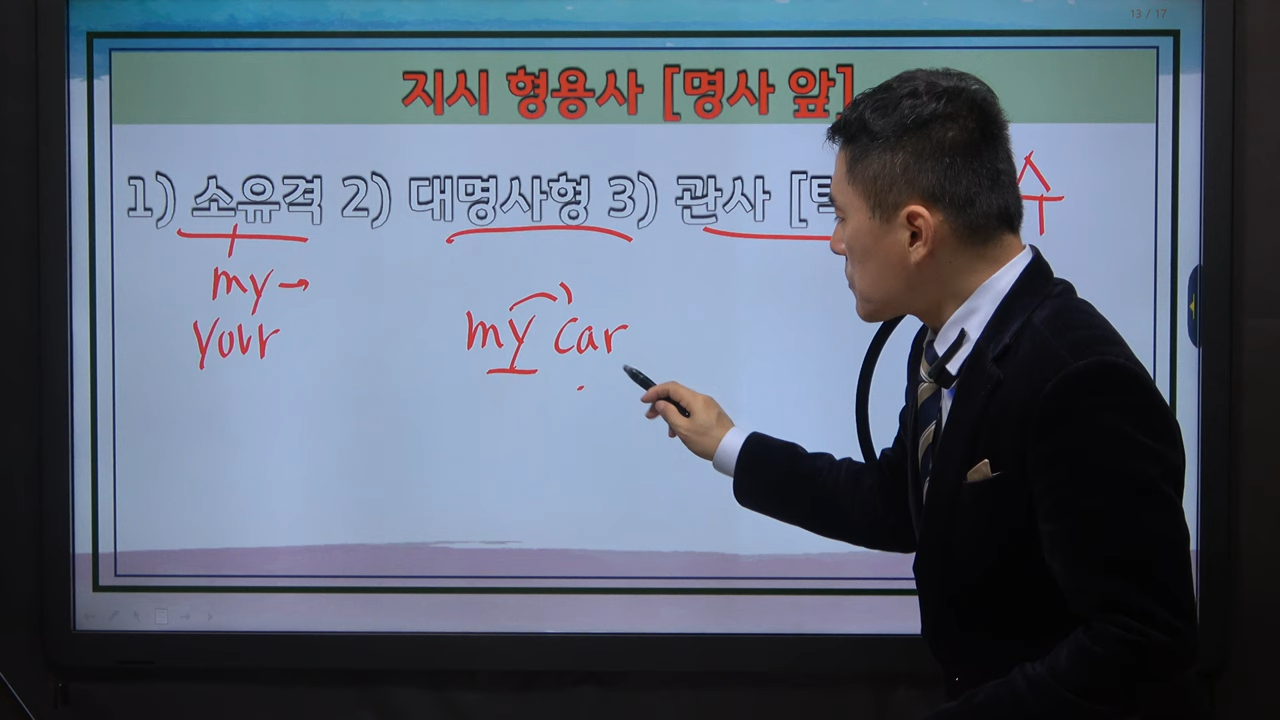 13 / 17
지시 형용사 [명사 앞]
1) 소유격 2) 대명사형 3) 관사 [
수
my →
your
my car